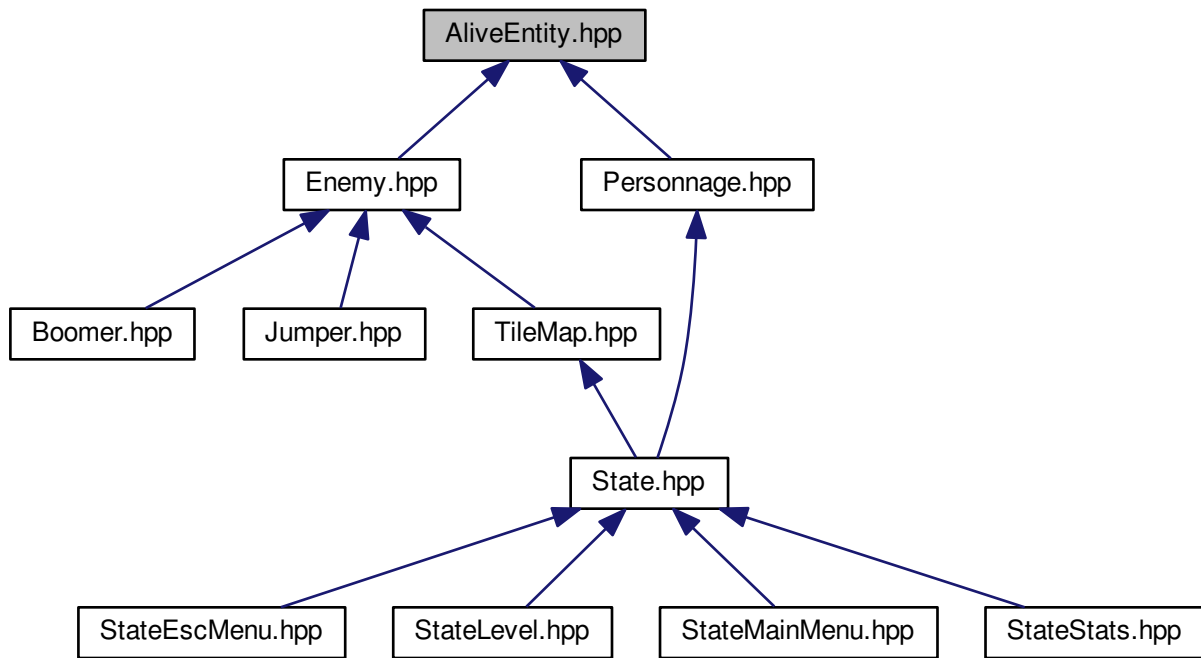 AliveEntity.hpp
Enemy.hpp
Personnage.hpp
Boomer.hpp
Jumper.hpp
TileMap.hpp
State.hpp
StateEscMenu.hpp
StateLevel.hpp
StateMainMenu.hpp
StateStats.hpp